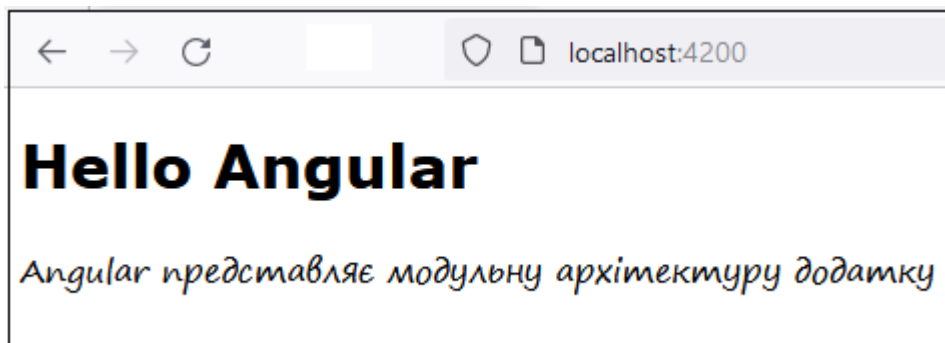 localhost:4200
Hello Angular
Angular представляє модульну архітектуру додатку